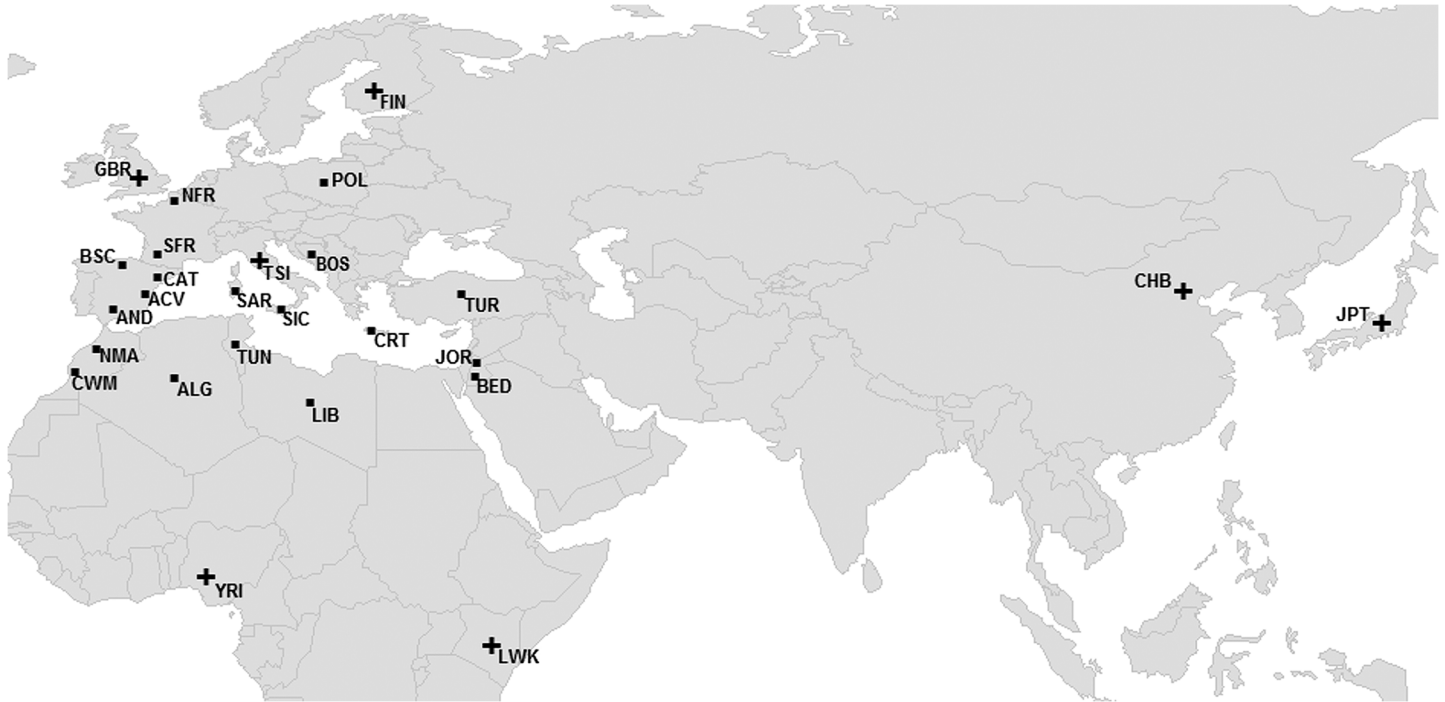 FIN
GBR
POL
NFR
SFR
BSC
BOS
TSI
CAT
CHB
ACV
SAR
TUR
AND
SIC
JPT
CRT
NMA
TUN
JOR
CWM
ALG
BED
LIB
YRI
LWK